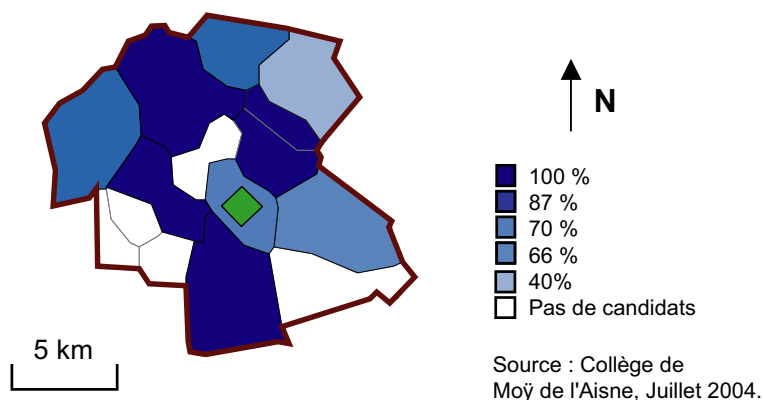 N
100 %
87 %
70 %
66 %
40%
Pas de candidats
5 km
Source : Collège de
Moÿ de l'Aisne, Juillet 2004.